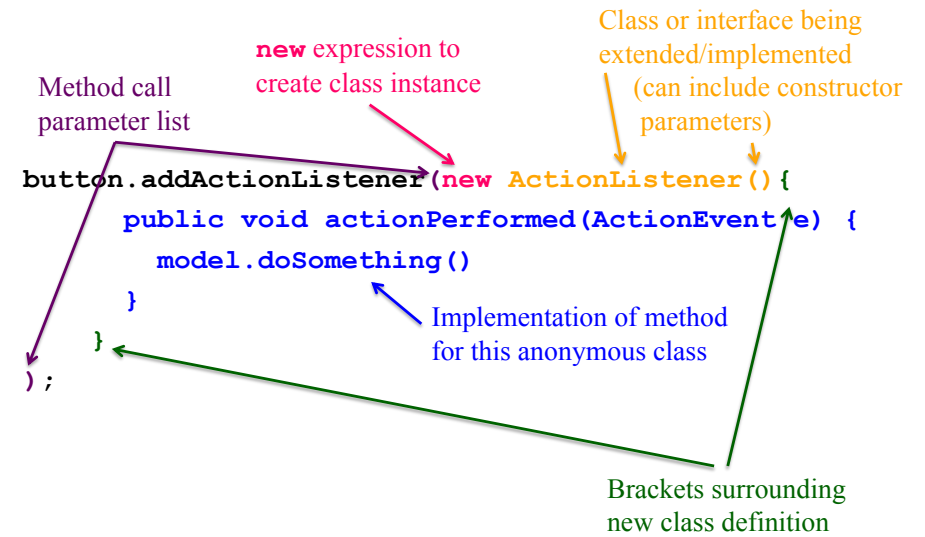 Class or interface being
extended/implemented
(can include constructor
parameters)
new expression to
create class instance
Method call
parameter list
button.addActionListener(new ActionListener(){
public void actionPerformed(ActionEvent e) {
model.doSomething()
}
Implementation of method
for this anonymous class
}
);
Brackets surrounding
new class definition